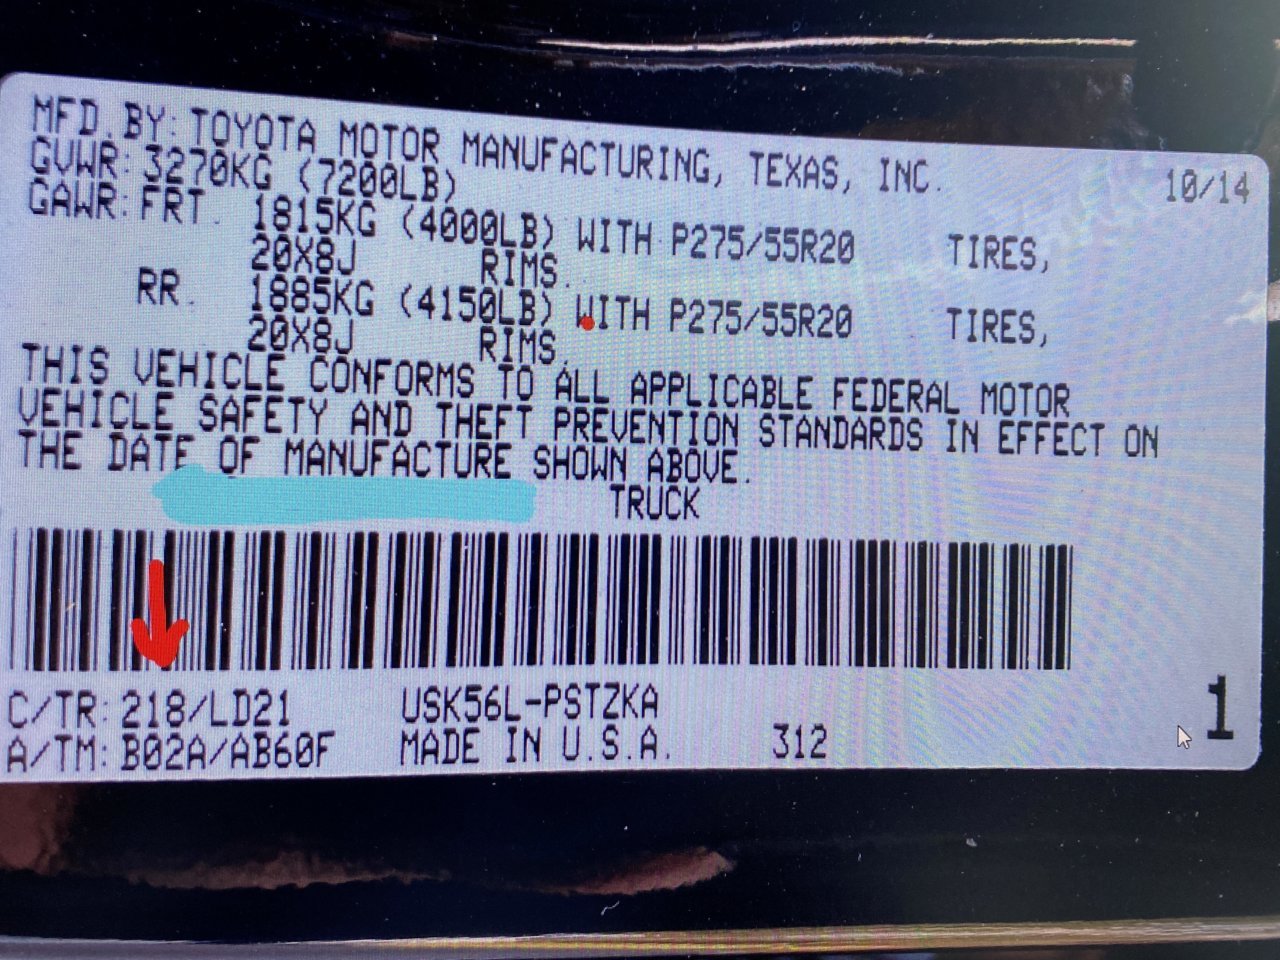 MFD.BY:TOYOTA MOTOR MANUFACTURING, TEXAS, INC. 10/14
GVWR:3270KG (7200LB)
GAWR:FRT. 1815KG (4000LB) WITH P275/55R20 TIRES,
20X8J RIMS.
RR. 1885KG (4150LB) WITH P275/55R20 TIRES,
20X8J RIMS.
THIS VEHICLE CONFORMS TO ALL APPLICABLE FEDERAL MOTOR
VEHICLE SAFETY AND THEFT PREVENTION STANDARDS IN EFFECT ON
THE DATE OF MANUFACTURE SHOWN ABOVE.
TRUCK
C/TR:218/LD21 USK56L-PSTZKA
A/TM:B02A/AB60F MADE IN U.S.A. 312 1